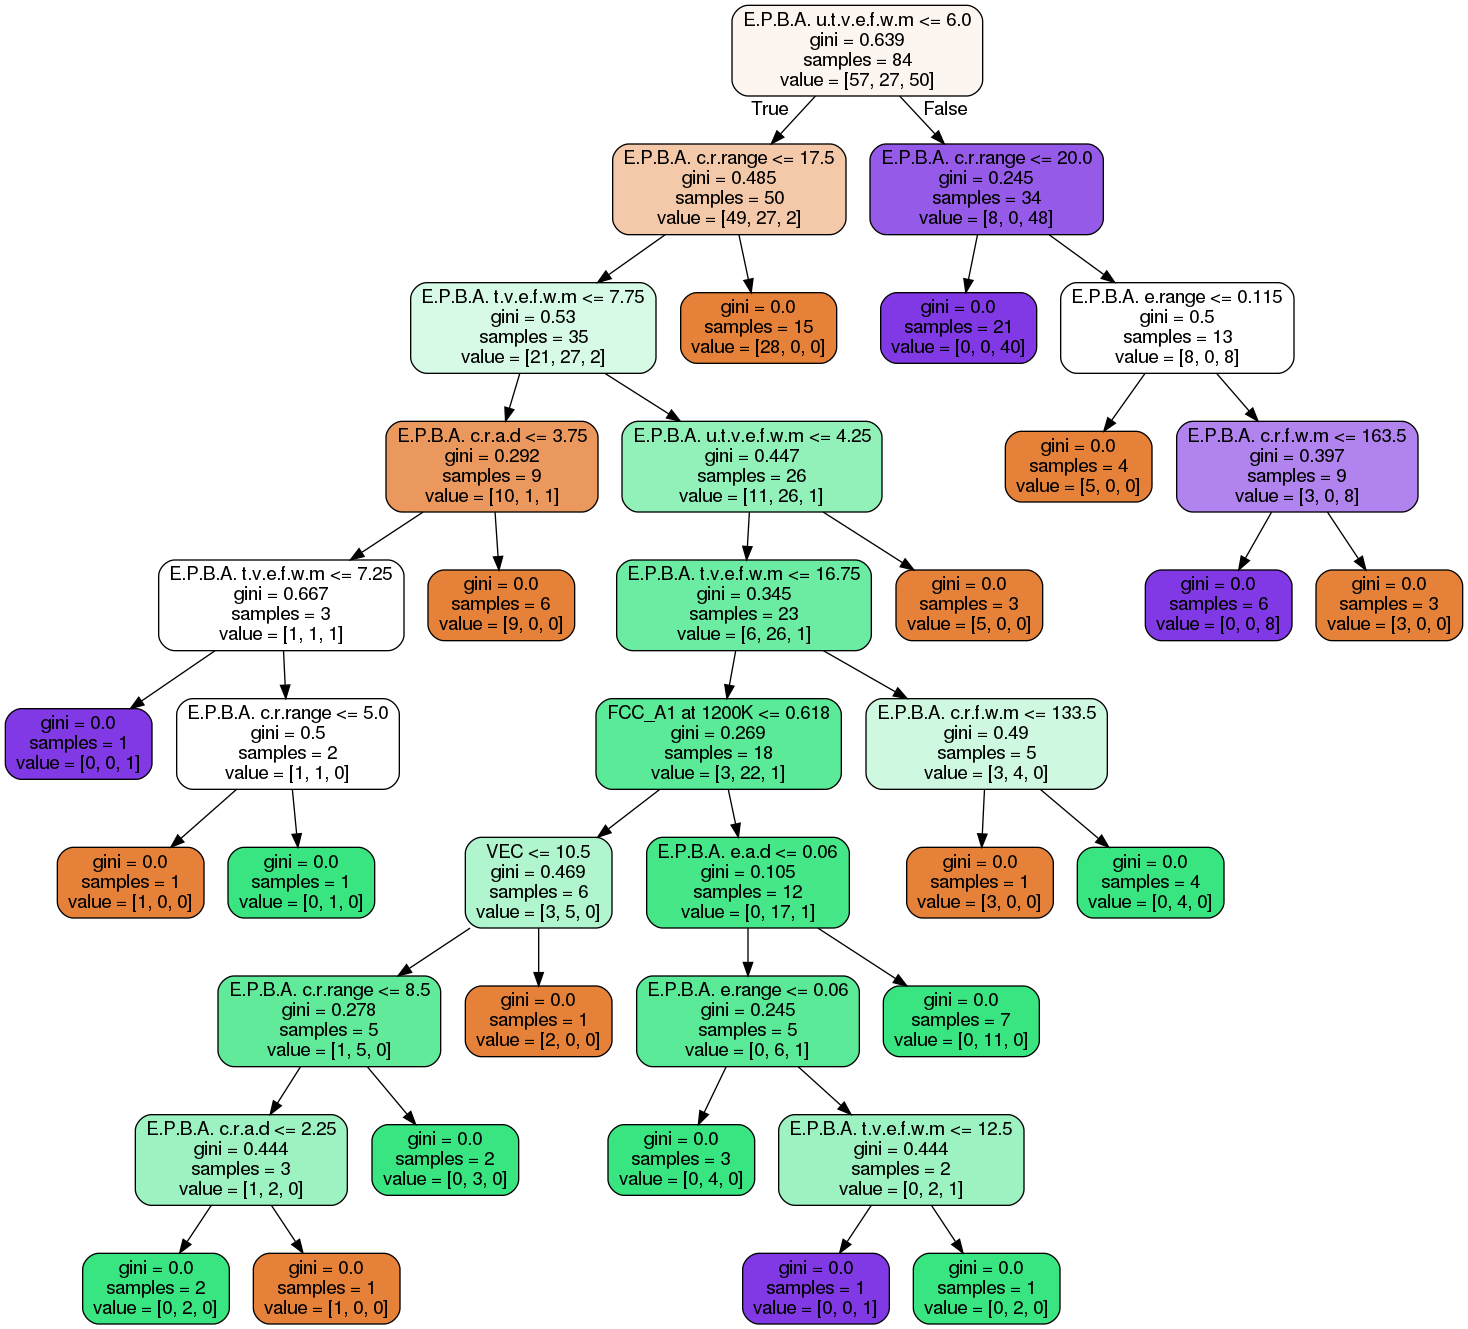 E.P.B.A. u.t.v.e.f.w.m <= 6.0
gini = 0.639
samples = 84
value = [57, 27, 50]
True
False
E.P.B.A. c.r.range <= 17.5
gini = 0.485
samples = 50
value = [49, 27, 2]
E.P.B.A. c.r.range <= 20.0
gini = 0.245
samples = 34
value = [8, 0, 48]
E.P.B.A. t.v.e.f.w.m <= 7.75
gini = 0.53
samples = 35
value = [21, 27, 2]
gini = 0.0
samples = 15
value = [28, 0, 0]
gini = 0.0
samples = 21
value = [0, 0, 40]
E.P.B.A. e.range <= 0.115
gini = 0.5
samples = 13
value = [8, 0, 8]
E.P.B.A. c.r.a.d <= 3.75
gini = 0.292
samples = 9
value = [10, 1, 1]
E.P.B.A. u.t.v.e.f.w.m <= 4.25
gini = 0.447
samples = 26
value = [11, 26, 1]
gini = 0.0
samples = 4
value = [5, 0, 0]
E.P.B.A. c.r.f.w.m <= 163.5
gini = 0.397
samples = 9
value = [3, 0, 8]
E.P.B.A. t.v.e.f.w.m <= 7.25
gini = 0.667
samples = 3
value = [1, 1, 1]
gini = 0.0
samples = 6
value = [9, 0, 0]
E.P.B.A. t.v.e.f.w.m <= 16.75
gini = 0.345
samples = 23
value = [6, 26, 1]
gini = 0.0
samples = 3
value = [5, 0, 0]
gini = 0.0
samples = 6
value = [0, 0, 8]
gini = 0.0
samples = 3
value = [3, 0, 0]
gini = 0.0
samples = 1
value = [0, 0, 1]
E.P.B.A. c.r.range <= 5.0
gini = 0.5
samples = 2
value = [1, 1, 0]
FCC_A1 at 1200K <= 0.618
gini = 0.269
samples = 18
value = [3, 22, 1]
E.P.B.A. c.r.f.w.m <= 133.5
gini = 0.49
samples = 5
value = [3, 4, 0]
gini = 0.0
samples = 1
value = [1, 0, 0]
gini = 0.0
samples = 1
value = [0, 1, 0]
VEC <= 10.5
gini = 0.469
samples = 6
value = [3, 5, 0]
E.P.B.A. e.a.d <= 0.06
gini = 0.105
samples = 12
value = [0, 17, 1]
gini = 0.0
samples = 1
value = [3, 0, 0]
gini = 0.0
samples = 4
value = [0, 4, 0]
E.P.B.A. c.r.range <= 8.5
gini = 0.278
samples = 5
value = [1, 5, 0]
gini = 0.0
samples = 1
value = [2, 0, 0]
E.P.B.A. e.range <= 0.06
gini = 0.245
samples = 5
value = [0, 6, 1]
gini = 0.0
samples = 7
value = [0, 11, 0]
E.P.B.A. c.r.a.d <= 2.25
gini = 0.444
samples = 3
value = [1, 2, 0]
gini = 0.0
samples = 2
value = [0, 3, 0]
gini = 0.0
samples = 3
value = [0, 4, 0]
E.P.B.A. t.v.e.f.w.m <= 12.5
gini = 0.444
samples = 2
value = [0, 2, 1]
gini = 0.0
samples = 2
value = [0, 2, 0]
gini = 0.0
samples = 1
value = [1, 0, 0]
gini = 0.0
samples = 1
value = [0, 0, 1]
gini = 0.0
samples = 1
value = [0, 2, 0]